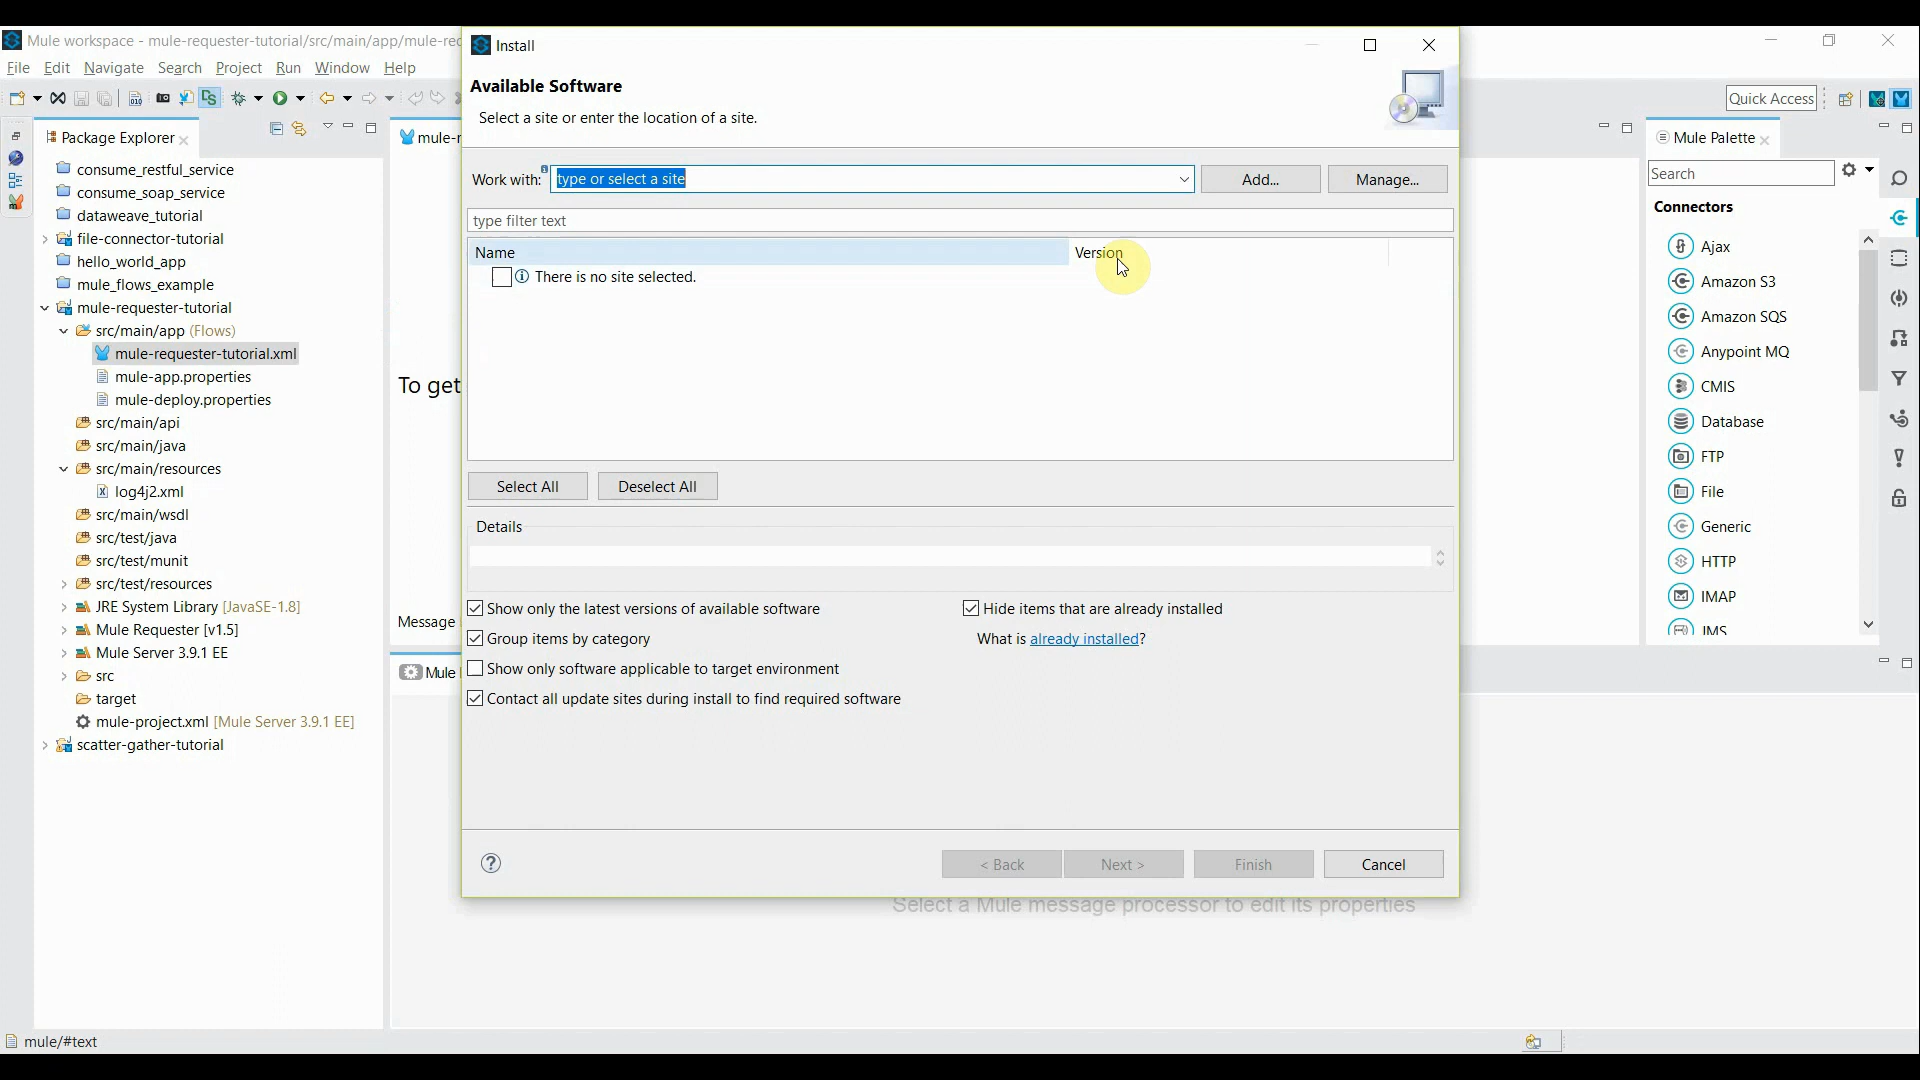 Mule workspace - mule-requester-tutorial/src/main/app/mule-req
File Edit Navigate Search Project Run Window Help
Quick Access
Package Explorer
consume_restful_service
consume_soap_service
dataweave_tutorial
file-connector-tutorial
hello_world_app
mule_flows_example
mule-requester-tutorial
src/main/app (Flows)
mule-requester-tutorial.xml
mule-app.properties
mule-deploy.properties
src/main/api
src/main/java
src/main/resources
log4j2.xml
src/main/wsdl
src/test/java
src/test/munit
src/test/resources
JRE System Library [JavaSE-1.8]
Mule Requester [v1.5]
Mule Server 3.9.1 EE
src
target
mule-project.xml [Mule Server 3.9.1 EE]
scatter-gather-tutorial
mule-r
To get
Message
Mule
Install
Available Software
Select a site or enter the location of a site.
Work with: type or select a site Add... Manage...
type filter text
Name Version
There is no site selected.
Select All Deselect All
Details
Show only the latest versions of available software Hide items that are already installed
Group items by category What is already installed?
Show only software applicable to target environment
Contact all update sites during install to find required software
< Back Next > Finish Cancel
Select a Mule message processor to edit its properties
Mule Palette
Search
Connectors
Ajax
Amazon S3
Amazon SQS
Anypoint MQ
CMIS
Database
FTP
File
Generic
HTTP
IMAP
JMS
mule/#text